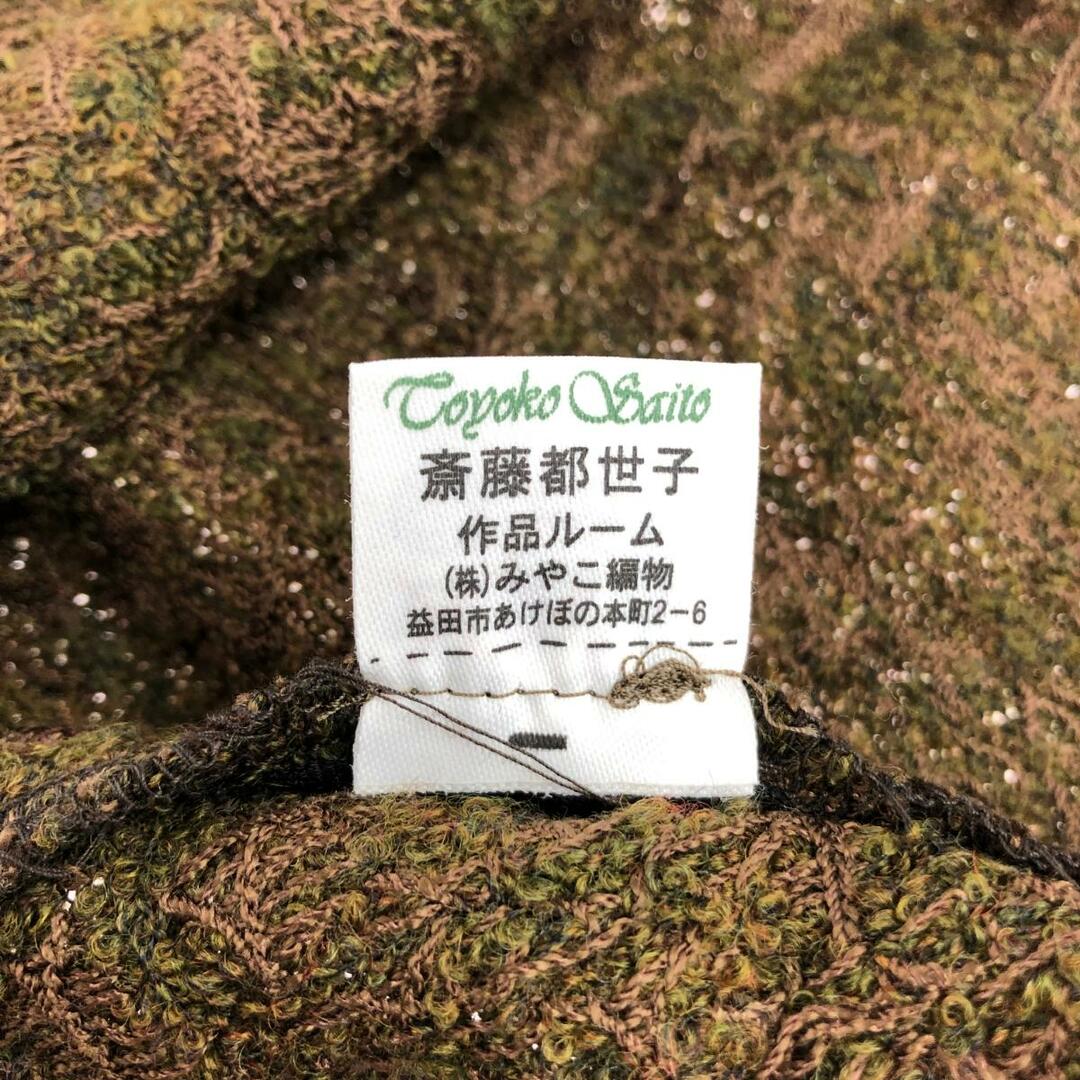 Toyoko Saito
斎藤都世子
作品ルーム
(株)みやこ編物
益田市あけぼの本町2-6